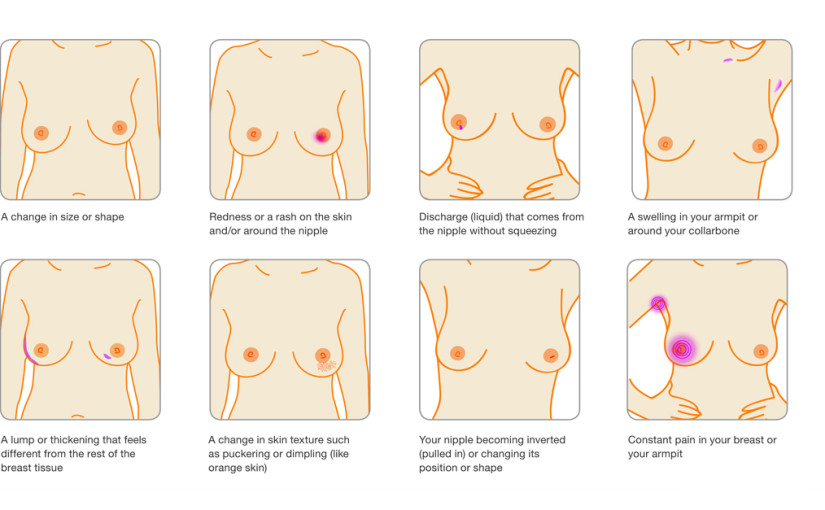 A change in size or shape
Redness or a rash on the skin
and/or around the nipple
Discharge (liquid) that comes from
the nipple without squeezing
A swelling in your armpit or
around your collarbone
A lump or thickening that feels
different from the rest of the
breast tissue
A change in skin texture such
as puckering or dimpling (like
orange skin)
Your nipple becoming inverted
(pulled in) or changing its
position or shape
Constant pain in your breast or
your armpit